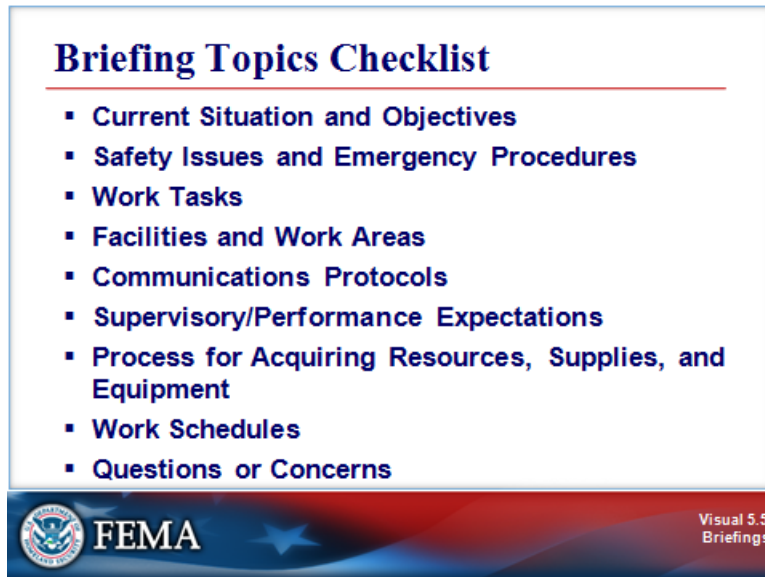 Briefing Topics Checklist
▪ Current Situation and Objectives
▪ Safety Issues and Emergency Procedures
▪ Work Tasks
▪ Facilities and Work Areas
▪ Communications Protocols
▪ Supervisory/Performance Expectations
▪ Process for Acquiring Resources, Supplies, and
Equipment
▪ Work Schedules
▪ Questions or Concerns
FEMA
Visual 5.5
Briefings